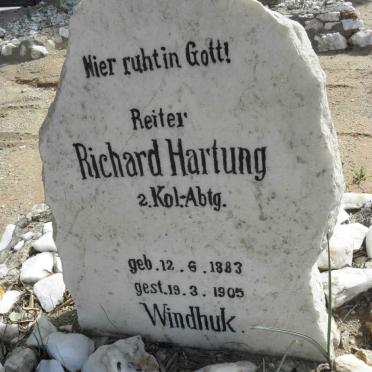 Hier ruht in Gott!
Reiter
Richard Hartung
2. Kol.-Abtg.
geb. 12. 6. 1883
gest. 19. 3. 1905
Windhuk.